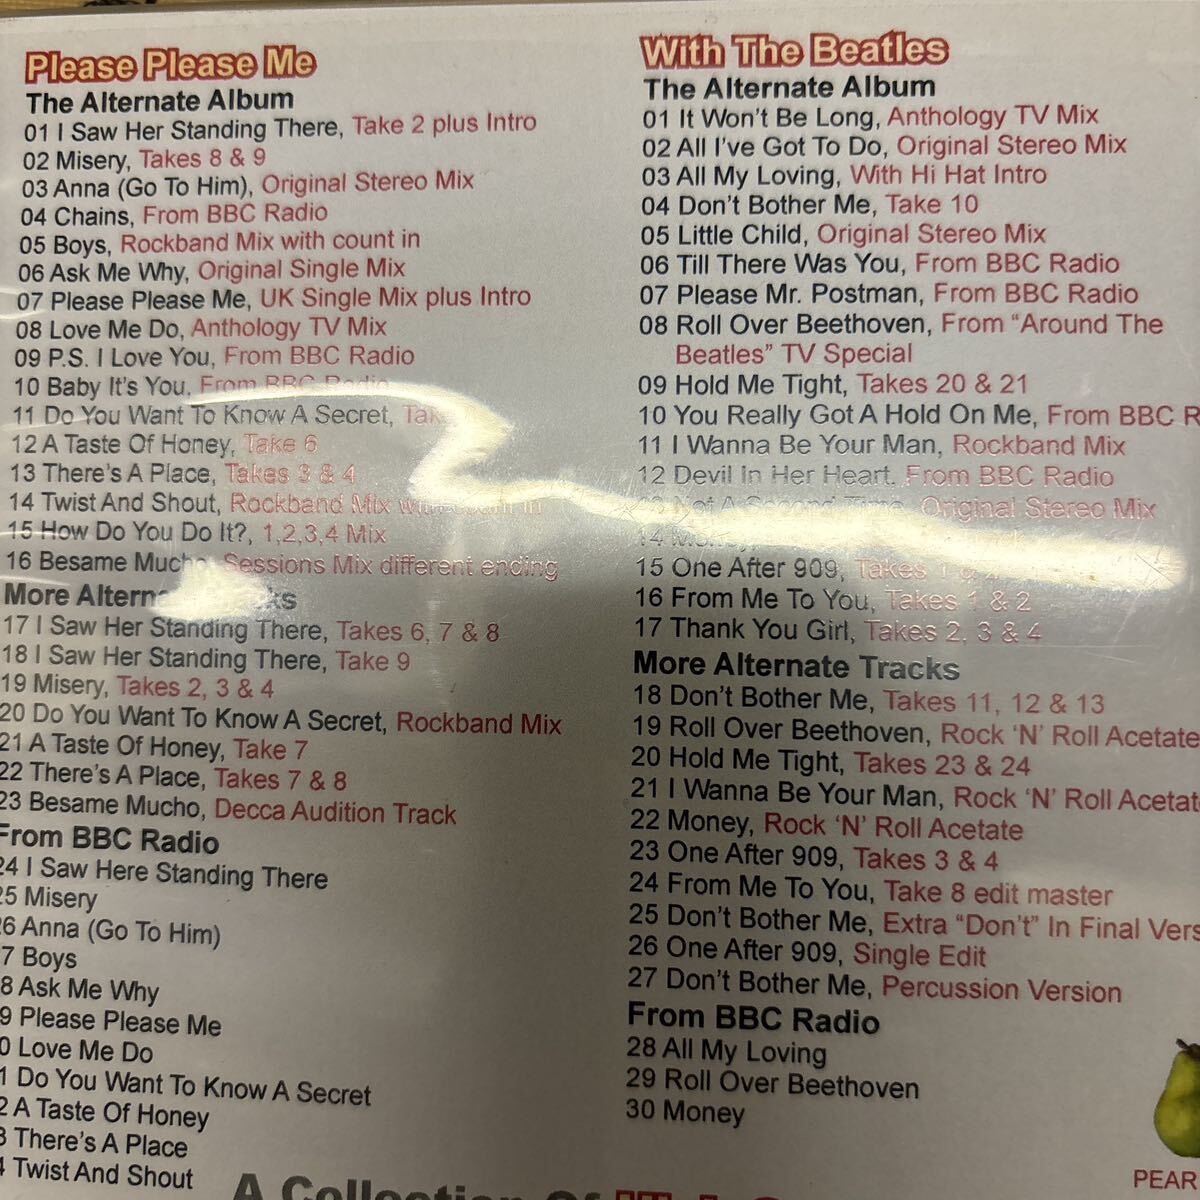 Please Please Me
The Alternate Album
01 I Saw Her Standing There, Take 2 plus Intro
02 Misery, Takes 8 & 9
03 Anna (Go To Him), Original Stereo Mix
04 Chains, From BBC Radio
05 Boys, Rockband Mix with count in
06 Ask Me Why, Original Single Mix
07 Please Please Me, UK Single Mix plus Intro
08 Love Me Do, Anthology TV Mix
09 P.S. I Love You, From BBC Radio
10 Baby It's You, From BBC Radio
11 Do You Want To Know A Secret,
12 A Taste Of Honey, Take 6
13 There's A Place, Takes 3 & 4
14 Twist And Shout, Rockband Mix with count in
15 How Do You Do It?, 1,2,3,4 Mix
16 Besame Mucho, Sessions Mix different ending
More Alternate Tracks
17 I Saw Her Standing There, Takes 6, 7 & 8
18 I Saw Her Standing There, Take 9
19 Misery, Takes 2, 3 & 4
20 Do You Want To Know A Secret, Rockband Mix
21 A Taste Of Honey, Take 7
22 There's A Place, Takes 7 & 8
23 Besame Mucho, Decca Audition Track
From BBC Radio
24 I Saw Here Standing There
25 Misery
26 Anna (Go To Him)
7 Boys
8 Ask Me Why
9 Please Please Me
0 Love Me Do
1 Do You Want To Know A Secret
2 A Taste Of Honey
3 There's A Place
4 Twist And Shout
With The Beatles
The Alternate Album
01 It Won't Be Long, Anthology TV Mix
02 All I've Got To Do, Original Stereo Mix
03 All My Loving, With Hi Hat Intro
04 Don't Bother Me, Take 10
05 Little Child, Original Stereo Mix
06 Till There Was You, From BBC Radio
07 Please Mr. Postman, From BBC Radio
08 Roll Over Beethoven, From "Around The
Beatles" TV Special
09 Hold Me Tight, Takes 20 & 21
10 You Really Got A Hold On Me, From BBC R
11 I Wanna Be Your Man, Rockband Mix
12 Devil In Her Heart. From BBC Radio
13 Not A Second Time, Original Stereo Mix
14 Money
15 One After 909, Takes 1
16 From Me To You, Takes 1 & 2
17 Thank You Girl, Takes 2, 3 & 4
More Alternate Tracks
18 Don't Bother Me, Takes 11, 12 & 13
19 Roll Over Beethoven, Rock 'N' Roll Acetate
20 Hold Me Tight, Takes 23 & 24
21 I Wanna Be Your Man, Rock 'N' Roll Acetat
22 Money, Rock 'N' Roll Acetate
23 One After 909, Takes 3 & 4
24 From Me To You, Take 8 edit master
25 Don't Bother Me, Extra "Don't" In Final Vers
26 One After 909, Single Edit
27 Don't Bother Me, Percussion Version
From BBC Radio
28 All My Loving
29 Roll Over Beethoven
30 Money
PEAR
A Collection Of